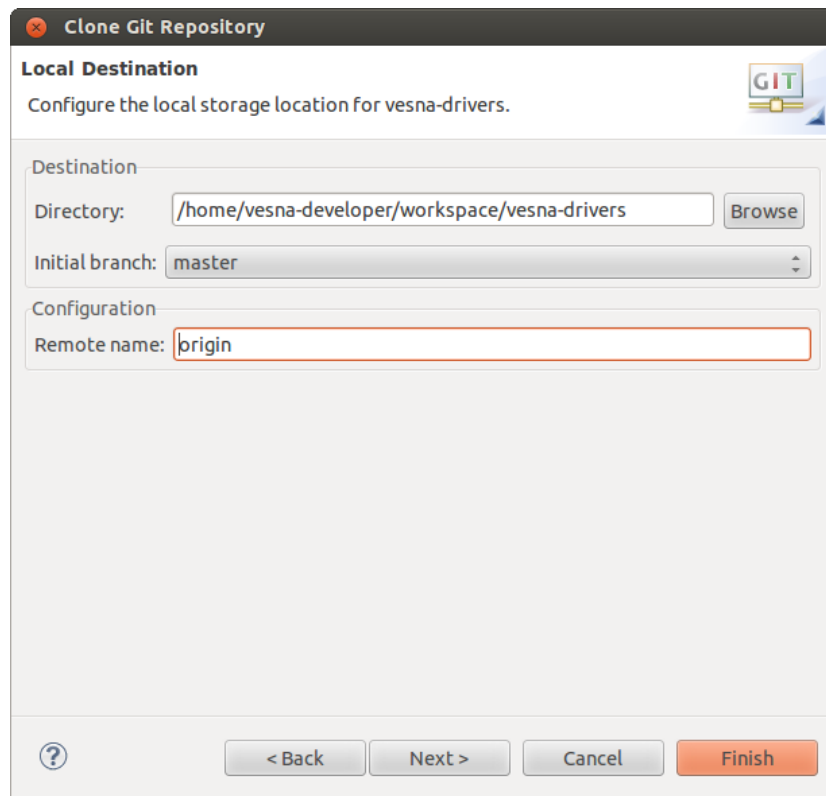 Clone Git Repository
Local Destination
GIT
Configure the local storage location for vesna-drivers.
Destination
Directory: /home/vesna-developer/workspace/vesna-drivers Browse
Initial branch: master
Configuration
Remote name: origin
? < Back Next > Cancel Finish